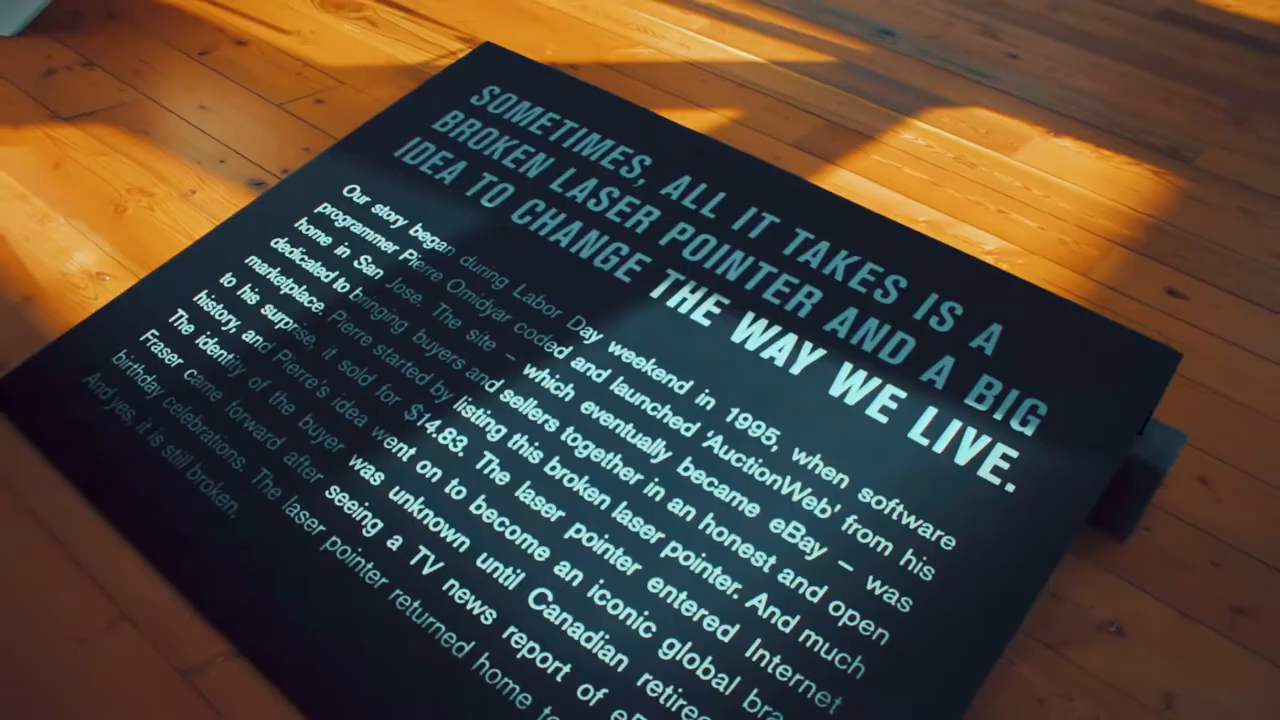 SOMETIMES, ALL IT TAKES IS A
BROKEN LASER POINTER AND A BIG
IDEA TO CHANGE THE WAY WE LIVE.
Our story began during Labor Day weekend in 1995, when software
programmer Pierre Omidyar coded and launched 'AuctionWeb' from his
home in San Jose. The site – which eventually became eBay – was
dedicated to bringing buyers and sellers together in an honest and open
marketplace. Pierre started by listing this broken laser pointer. And much
to his surprise, it sold for $14.83. The laser pointer entered Internet
history, and Pierre's idea went on to become an iconic global
The identity of the buyer was unknown until Canadian
Fraser came forward after seeing a TV news report of
birthday celebrations. The laser pointer returned home
And yes, it is still broken.